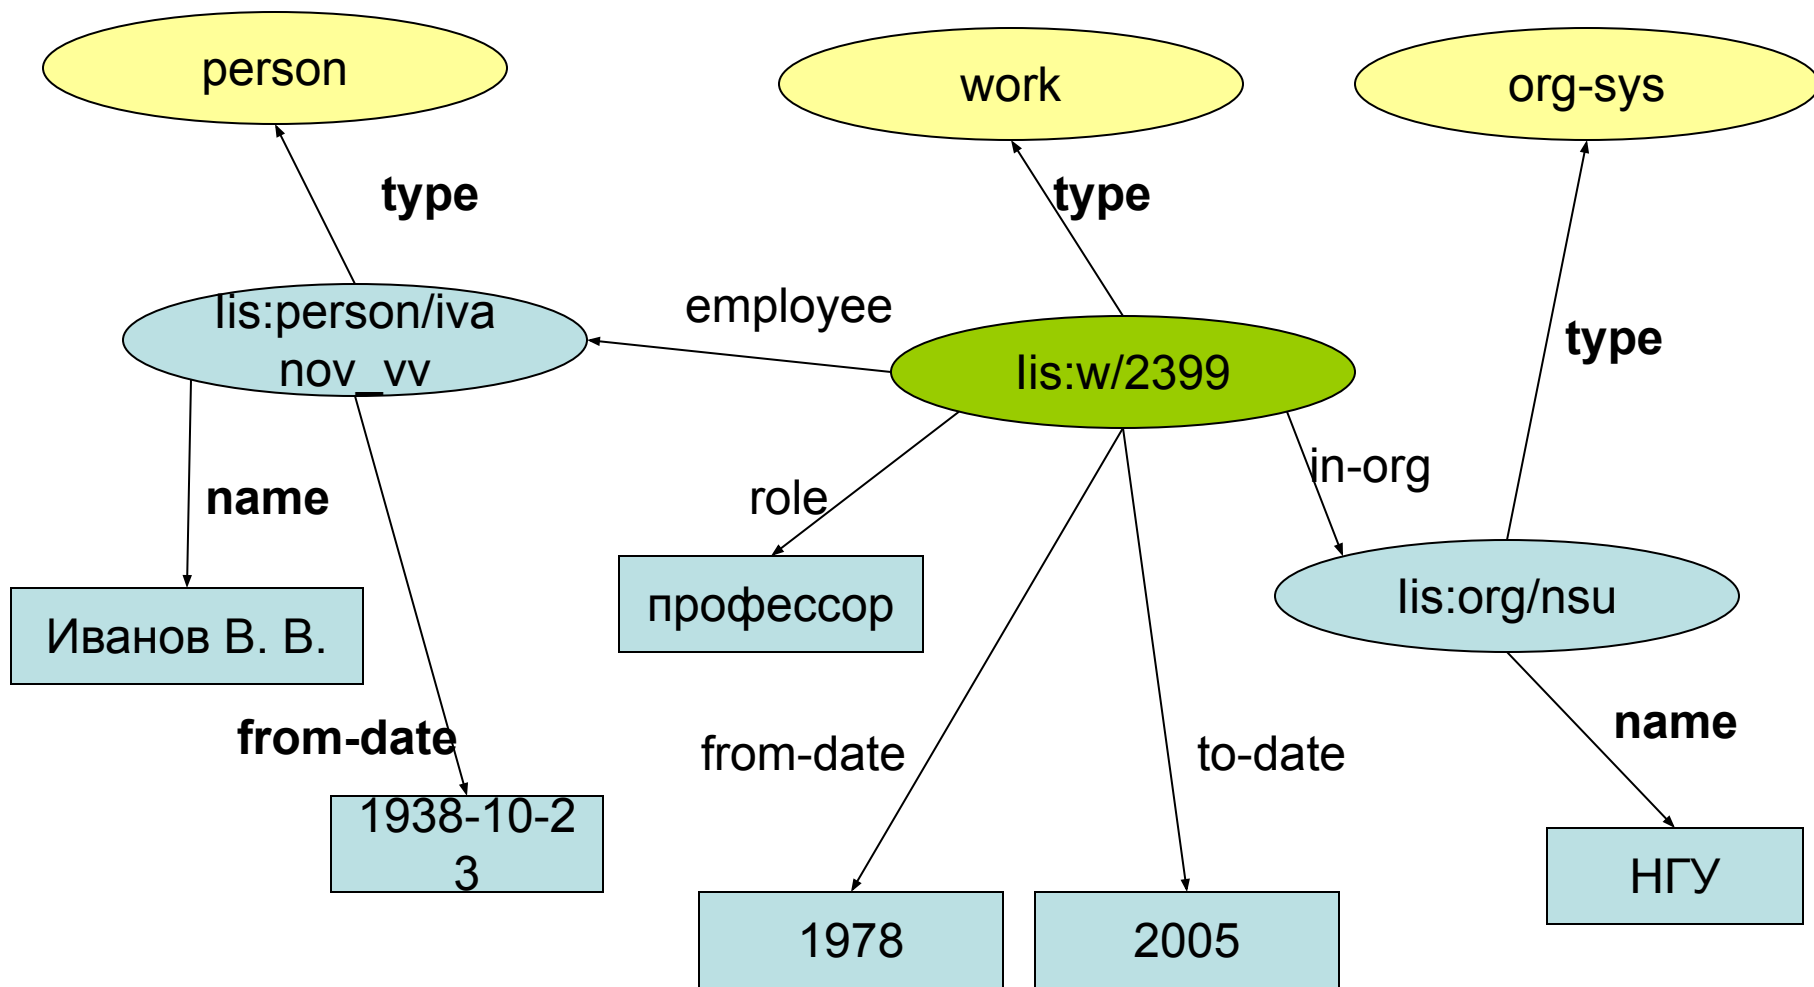 person
work
org-sys
type
type
type
lis:person/iva
nov_vv
employee
lis:w/2399
in-org
name
role
профессор
lis:org/nsu
Иванов В. В.
from-date
from-date
to-date
name
1938-10-2
3
НГУ
1978
2005